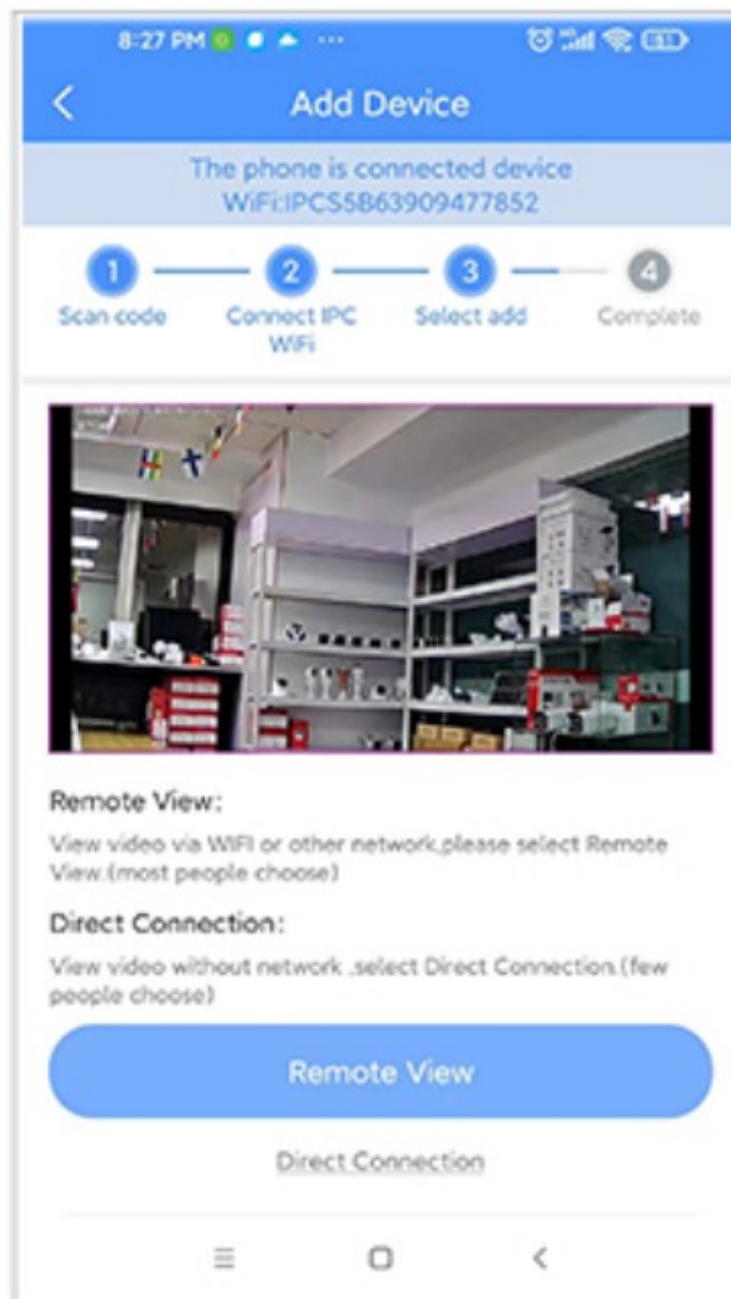 8:27 PM
Add Device
The phone is connected device
WiFi:IPCS5B63909477852
1
2
3
4
Scan code
Connect IPC
WiFi
Select add
Complete
Remote View:
View video via WIFI or other network,please select Remote
View.(most people choose)
Direct Connection:
View video without network ,select Direct Connection.(few
people choose)
Remote View
Direct Connection